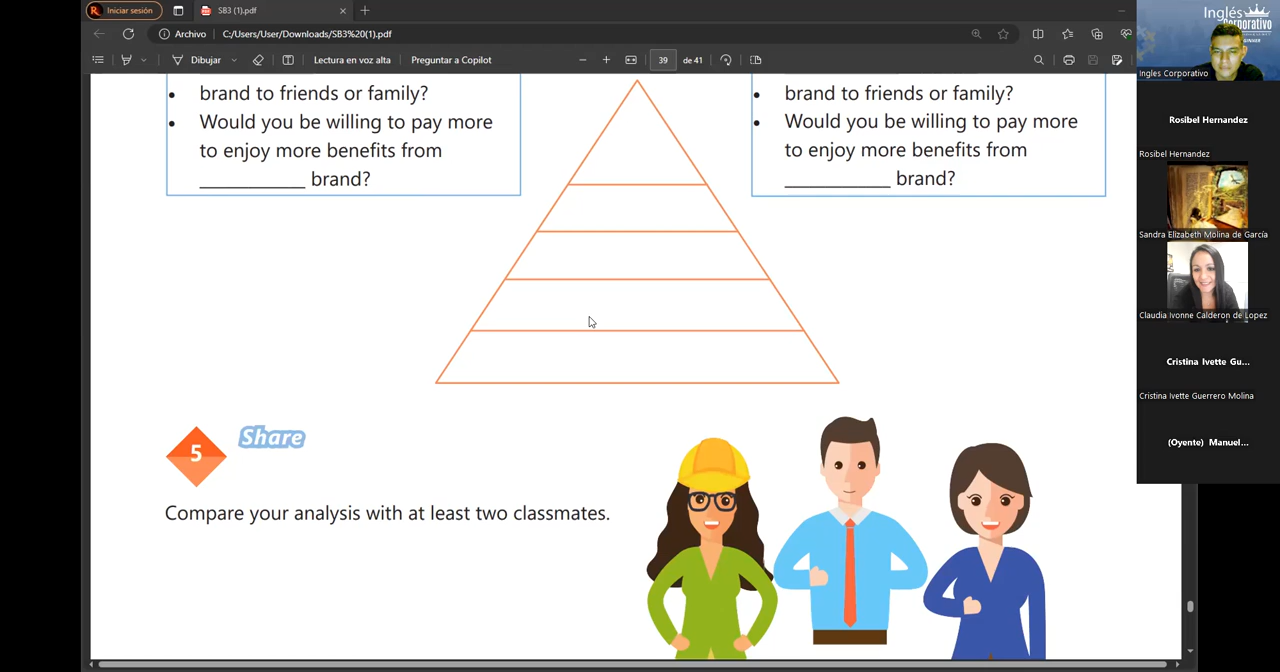 Iniciar sesión
SB3 (1).pdf
Archivo
C:/Users/User/Downloads/SB3%20(1).pdf
Dibujar
Lectura en voz alta
Preguntar a Copilot
39
de 41
• brand to friends or family?
• Would you be willing to pay more
to enjoy more benefits from
___________ brand?
• brand to friends or family?
• Would you be willing to pay more
to enjoy more benefits from
___________ brand?
5
Share
Compare your analysis with at least two classmates.
Inglés
Corporativo
Ingles Corporativo
Rosibel Hernandez
Rosibel Hernandez
Sandra Elizabeth Molina de García
Claudia Ivonne Calderon de Lopez
Cristina Ivette Gu...
Cristina Ivette Guerrero Molina
(Oyente) Manuel...